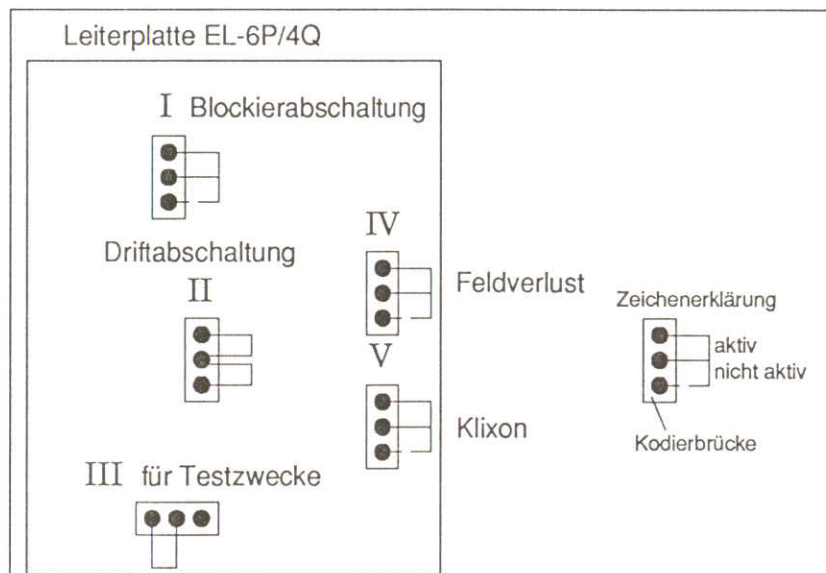 Leiterplatte EL-6P/4Q
I Blockierabschaltung
Driftabschaltung
II
IV
Feldverlust
V
Klixon
III für Testzwecke
Zeichenerklärung
aktiv
nicht aktiv
Kodierbrücke